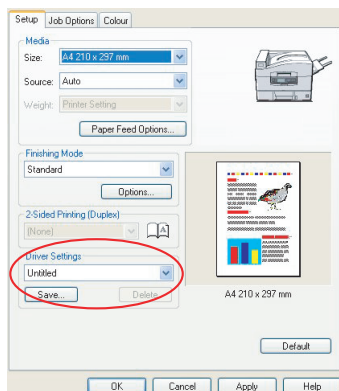 Setup Job Options Colour
Media
Size: A4 210 x 297 mm
Source: Auto
Weight: Printer Setting
Paper Feed Options...
Finishing Mode
Standard
Options...
2-Sided Printing (Duplex)
(None)
A
Driver Settings
Untitled
Save... Delete
A4 210 x 297 mm
Default
OK Cancel Apply Help